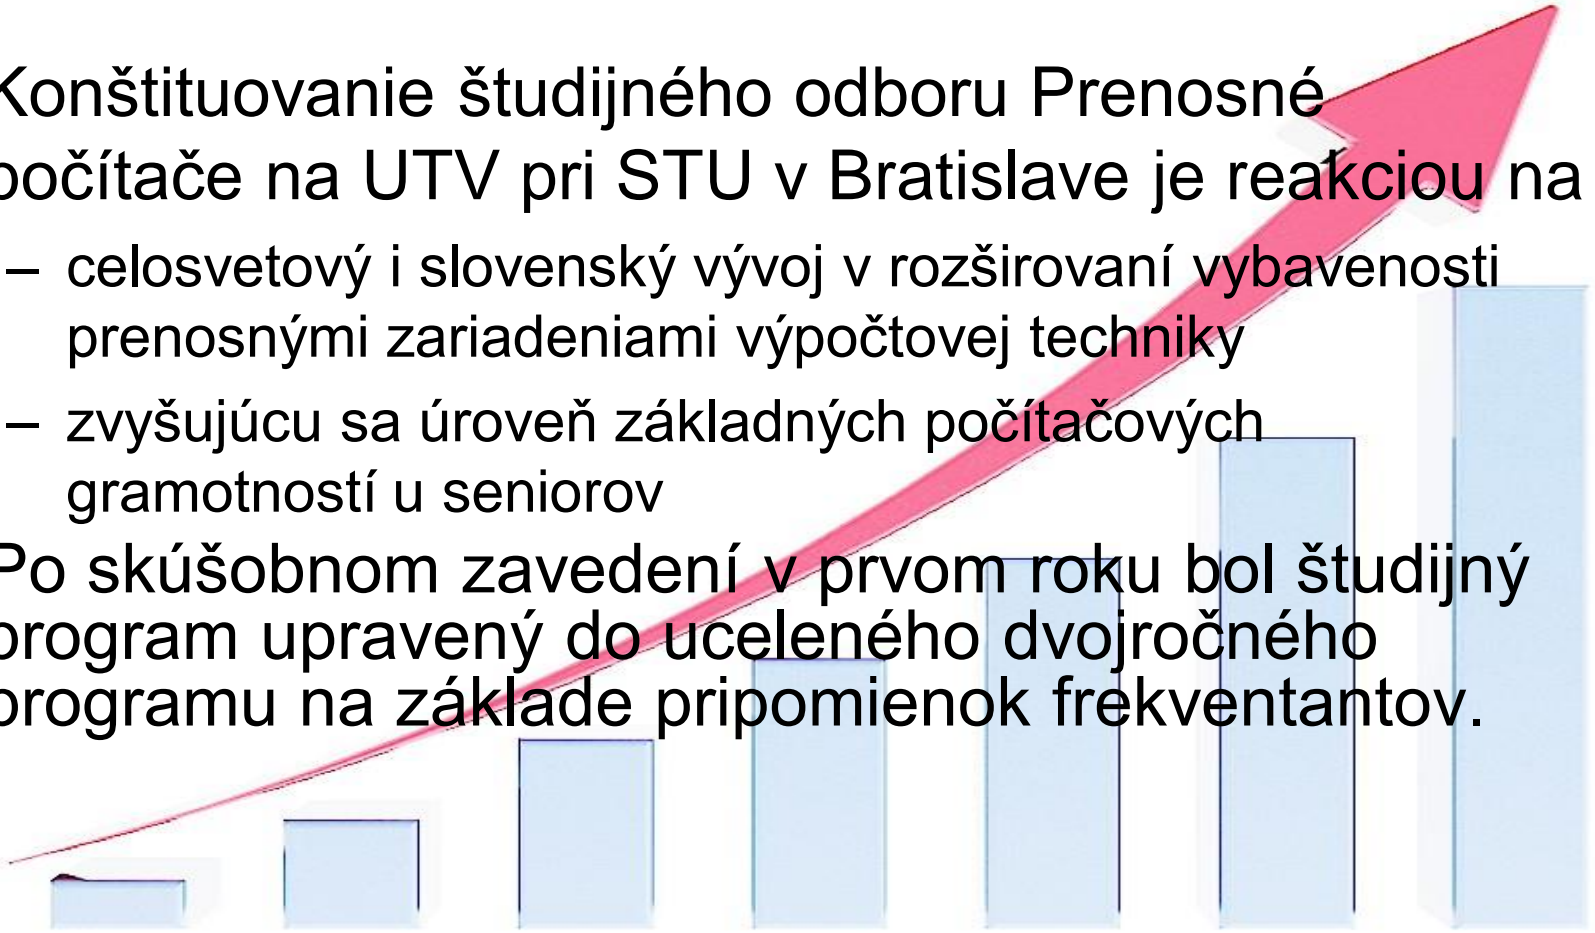 Konštituovanie študijného odboru Prenosné
počítače na UTV pri STU v Bratislave je reakciou na
– celosvetový i slovenský vývoj v rozširovaní vybavenosti
prenosnými zariadeniami výpočtovej techniky
– zvyšujúcu sa úroveň základných počítačových
gramotností u seniorov
Po skúšobnom zavedení v prvom roku bol študijný
program upravený do uceleného dvojročného
programu na základe pripomienok frekventantov.